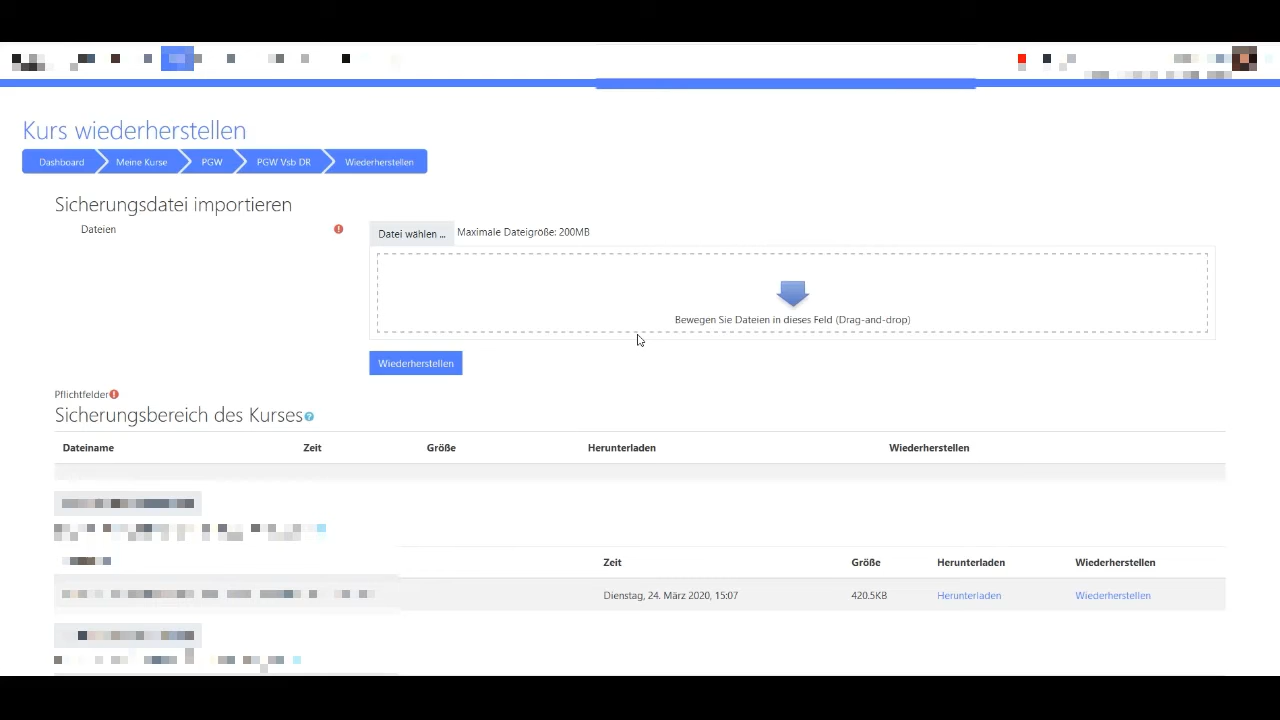 Kurs wiederherstellen
Dashboard Meine Kurse PGW PGW Vsb DR Wiederherstellen
Sicherungsdatei importieren
Dateien
Datei wählen ... Maximale Dateigröße: 200MB
Bewegen Sie Dateien in dieses Feld (Drag-and-drop)
Wiederherstellen
Pflichtfelder
Sicherungsbereich des Kurses
Dateiname Zeit Größe Herunterladen Wiederherstellen
Zeit Größe Herunterladen Wiederherstellen
Dienstag, 24. März 2020, 15:07 420.5KB Herunterladen Wiederherstellen